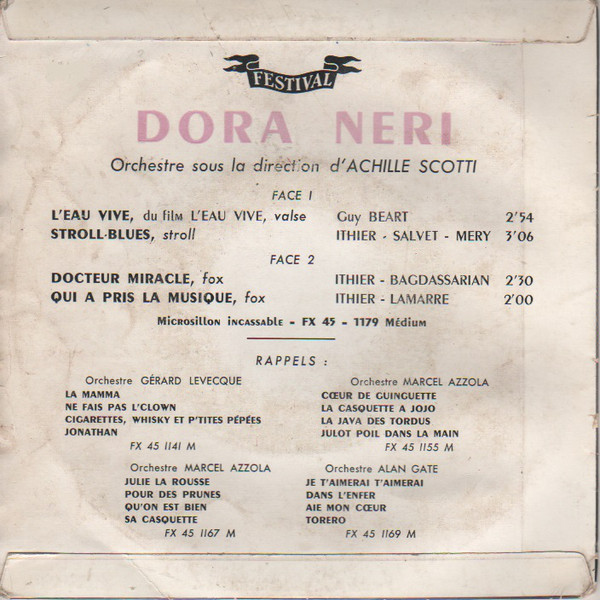 FESTIVAL
DORA NERI
Orchestre sous la direction d'ACHILLE SCOTTI
FACE 1
L'EAU VIVE, du film L'EAU VIVE, valse Guy BEART 2'54
STROLL-BLUES, stroll ITHIER - SALVET - MERY 3'06
FACE 2
DOCTEUR MIRACLE, fox ITHIER - BAGDASSARIAN 2'30
QUI A PRIS LA MUSIQUE, fox ITHIER - LAMARRE 2'00
Microsillon incassable - FX 45 - 1179 Médium
RAPPELS :
Orchestre GÉRARD LEVECQUE
LA MAMMA
NE FAIS PAS L'CLOWN
CIGARETTES, WHISKY ET P'TITES PÉPÉES
JONATHAN
FX 45 1141 M
Orchestre MARCEL AZZOLA
CŒUR DE GUINGUETTE
LA CASQUETTE A JOJO
LA JAVA DES TORDUS
JULOT POIL DANS LA MAIN
FX 45 1155 M
Orchestre MARCEL AZZOLA
JULIE LA ROUSSE
POUR DES PRUNES
QU'ON EST BIEN
SA CASQUETTE
FX 45 1167 M
Orchestre ALAN GATE
JE T'AIMERAI T'AIMERAI
DANS L'ENFER
AIE MON CŒUR
TORERO
FX 45 1169 M